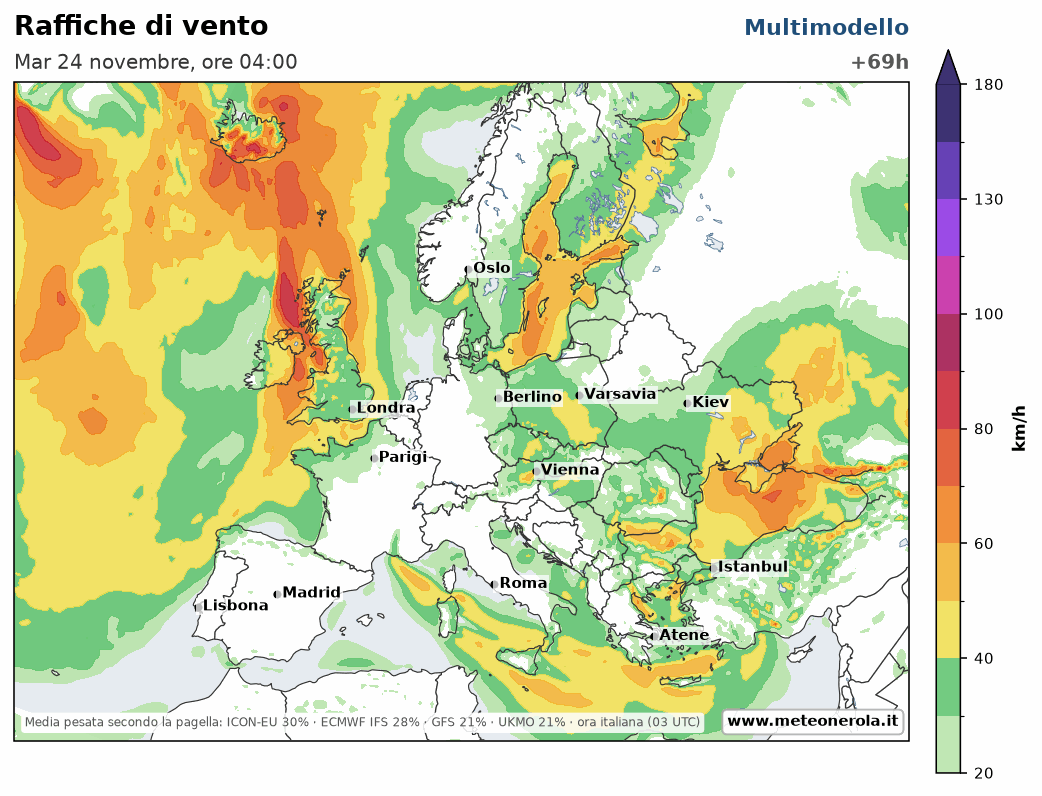 Raffiche di vento
Multimodello
Mar 24 novembre, ore 04:00
+69h
180
130
100
80
60
40
20
km/h
Oslo
Berlino
Varsavia
Kiev
Londra
Parigi
Vienna
Istanbul
Roma
Madrid
Lisbona
Atene
Media pesata secondo la pagella: ICON-EU 30% · ECMWF IFS 28% · GFS 21% · UKMO 21% · ora italiana (03 UTC)
www.meteonerola.it